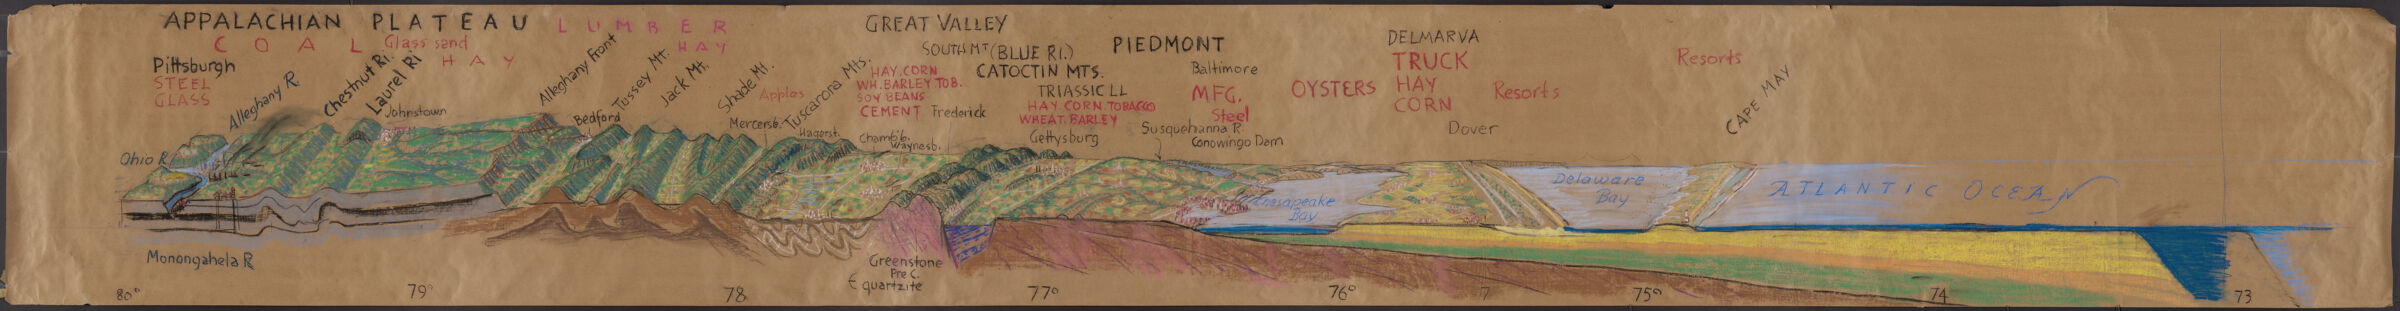 APPALACHIAN PLATEAU
LUMBER
COAL
Glass sand
HAY
HAY
Pittsburgh
STEEL
GLASS
Alleghany R.
Chestnut Ri.
Laurel Ri
Johnstown
Ohio R.
Monongahela R
Alleghany Front
Bedford
Tussey Mt.
Jack Mt.
Shade Mt.
Apples
Tuscarora Mts.
Mercersb.
Hagerst.
GREAT VALLEY
SOUTH MT (BLUE RI.)
HAY. CORN
WH. BARLEY TOB.
SOY BEANS
CEMENT
CATOCTIN MTS.
Frederick
Chamb'b.
Waynesb.
TRIASSIC LL
HAY. CORN TOBACCO
WHEAT. BARLEY
Gettysburg
PIEDMONT
Baltimore
MFG.
Steel
Susquehanna R.
Conowingo Dam
OYSTERS
DELMARVA
TRUCK
HAY
CORN
Dover
Resorts
Resorts
CAPE MAY
Chesapeake
Bay
Delaware
Bay
ATLANTIC OCEAN
Greenstone
Pre C.
€ quartzite
80°
79°
78
77°
76°
7
75°
74
73